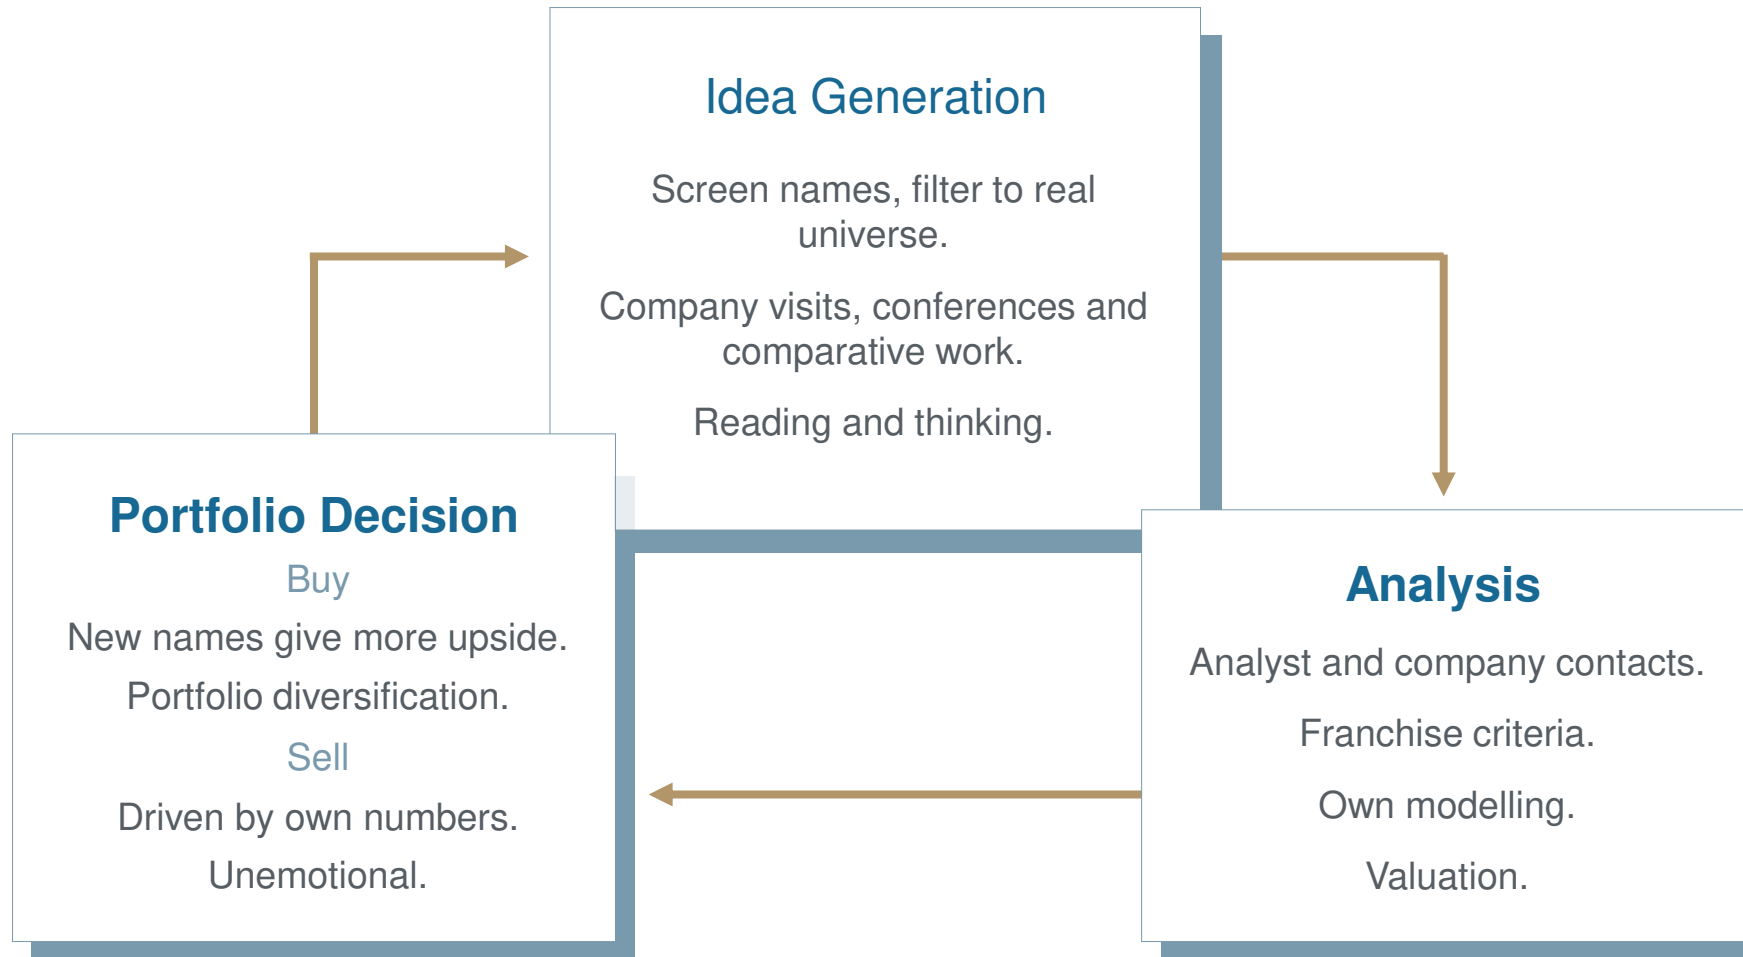 Idea Generation
Screen names, filter to real
universe.
Company visits, conferences and
comparative work.
Reading and thinking.
Portfolio Decision
Buy
New names give more upside.
Portfolio diversification.
Sell
Driven by own numbers.
Unemotional.
Analysis
Analyst and company contacts.
Franchise criteria.
Own modelling.
Valuation.